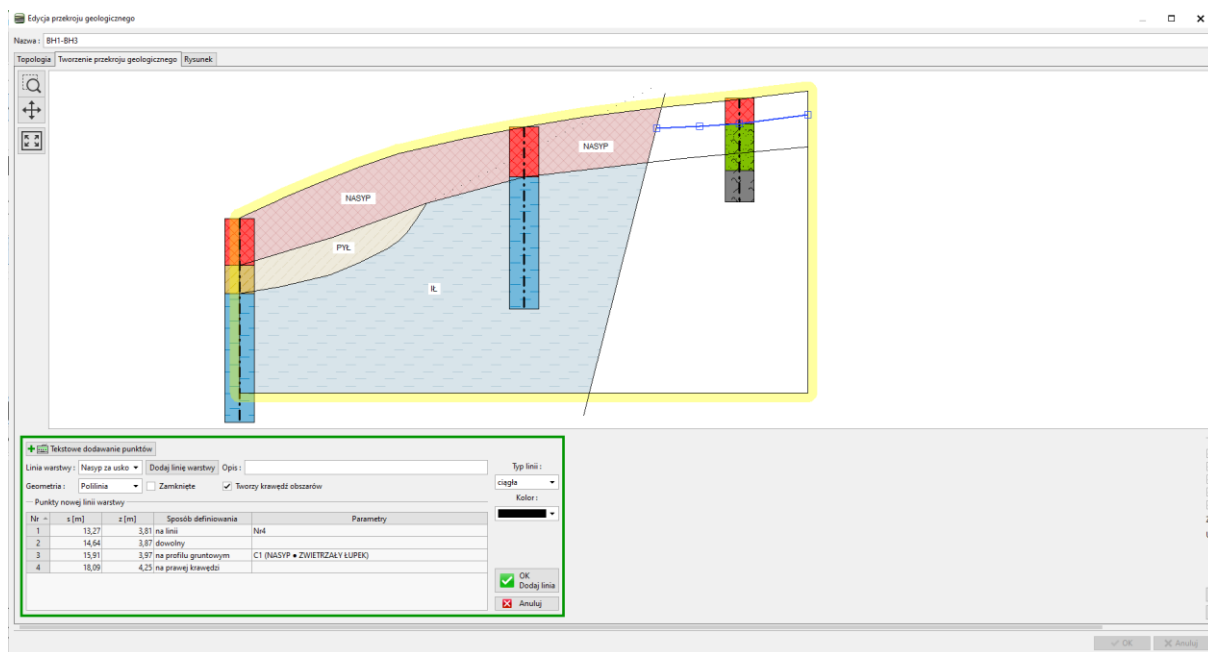 Edycja przekroju geologicznego
Nazwa : BH1-BH3
Topologia Tworzenie przekroju geologicznego Rysunek
NASYP
NASYP
PYŁ
IŁ
Tekstowe dodawanie punktów
Linia warstwy : Nasyp za usko Dodaj linię warstwy Opis : Typ linii :
Geometria : Polilinia Zamknięte Tworzy krawędź obszarów ciągła
Punkty nowej linii warstwy Kolor :
Nr s [m] z [m] Sposób definiowania Parametry
1 13,27 3,81 na linii Nr4
2 14,64 3,87 dowolny
3 15,91 3,97 na profilu gruntowym C1 (NASYP ● ZWIETRZAŁY ŁUPEK)
4 18,09 4,25 na prawej krawędzi
OK
Dodaj linia
Anuluj
OK Anuluj